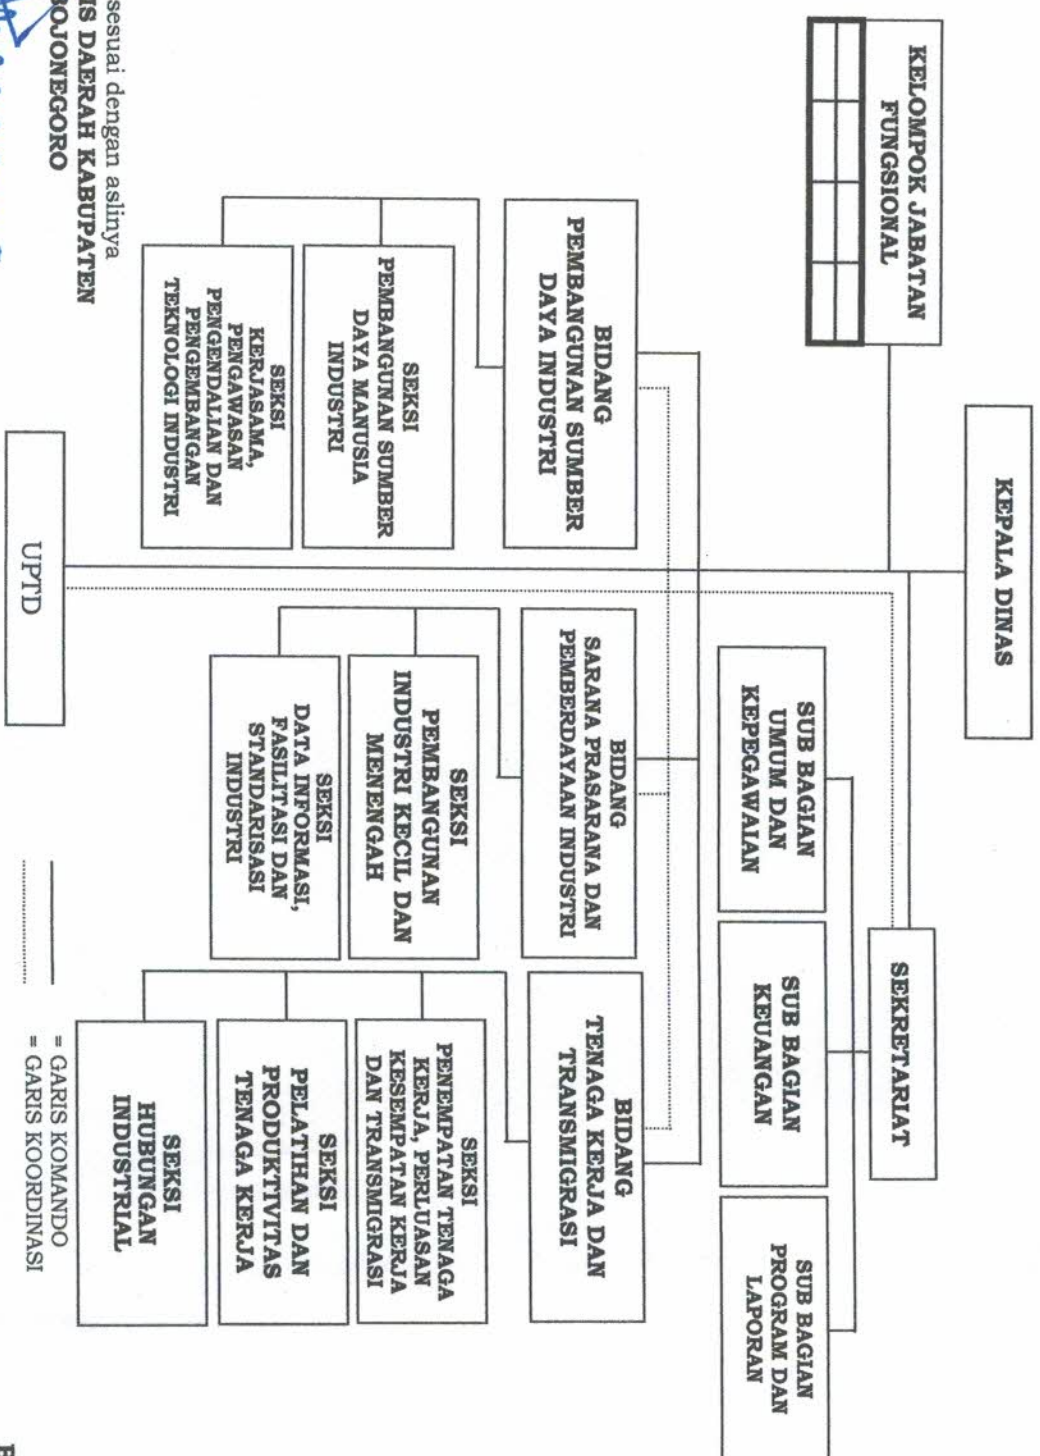 KEPALA DINAS
KELOMPOK JABATAN
FUNGSIONAL
SEKRETARIAT
SUB BAGIAN
UMUM DAN
KEPEGAWAIAN
SUB BAGIAN
KEUANGAN
SUB BAGIAN
PROGRAM DAN
LAPORAN
BIDANG
PEMBANGUNAN SUMBER
DAYA INDUSTRI
SEKSI
PEMBANGUNAN SUMBER
DAYA MANUSIA
INDUSTRI
SEKSI
KERJASAMA,
PENGAWASAN
PENGENDALIAN DAN
PENGEMBANGAN
TEKNOLOGI INDUSTRI
BIDANG
SARANA PRASARANA DAN
PEMBERDAYAAN INDUSTRI
SEKSI
PEMBANGUNAN
INDUSTRI KECIL DAN
MENENGAH
SEKSI
DATA INFORMASI,
FASILITASI DAN
STANDARISASI
INDUSTRI
BIDANG
TENAGA KERJA DAN
TRANSMIGRASI
SEKSI
PENEMPATAN TENAGA
KERJA, PERLUASAN
KESEMPATAN KERJA
DAN TRANSMIGRASI
SEKSI
PELATIHAN DAN
PRODUKTIVITAS
TENAGA KERJA
SEKSI
HUBUNGAN
INDUSTRIAL
UPTD
= GARIS KOMANDO
= GARIS KOORDINASI
sesuai dengan aslinya
IS DAERAH KABUPATEN
BOJONEGORO